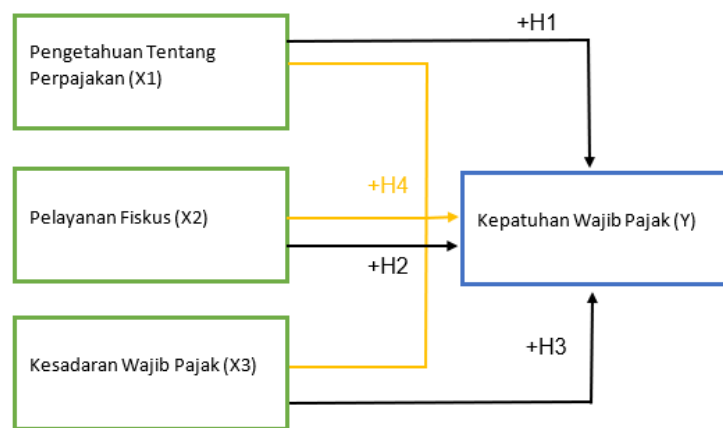 +H1
Pengetahuan Tentang
Perpajakan (X1)
+H4
Pelayanan Fiskus (X2)
Kepatuhan Wajib Pajak (Y)
+H2
+H3
Kesadaran Wajib Pajak (X3)